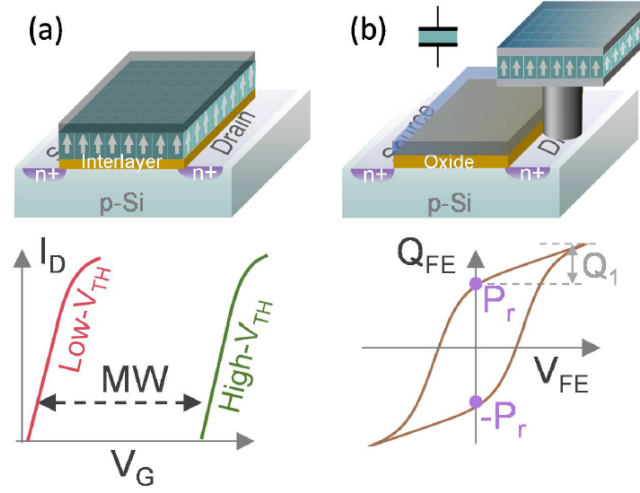 (a)
S
Drain
Interlayer
n+
n+
p-Si
(b)
Source
D
Oxide
n+
n+
p-Si
I_D
Low-V_TH
High-V_TH
MW
V_G
Q_FE
Q_1
P_r
V_FE
-P_r